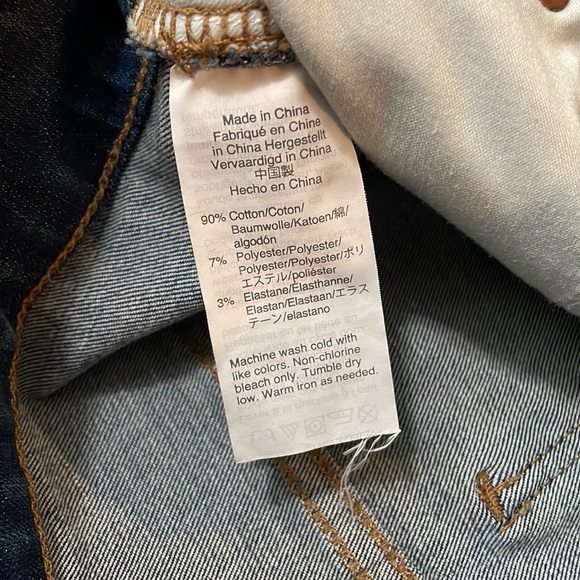 Made in China
Fabriqué en Chine
in China Hergestellt
Vervaardigd in China
中国製
Hecho en China
90% Cotton/Coton/
Baumwolle/Katoen/綿/
algodón
7% Polyester/Polyester/
Polyester/Polyester/ポリ
エステル/poliéster
3% Elastane/Élasthanne/
Elastan/Elastaan/エラス
テーン/elastano
Machine wash cold with
like colors. Non-chlorine
bleach only. Tumble dry
low. Warm iron as needed.